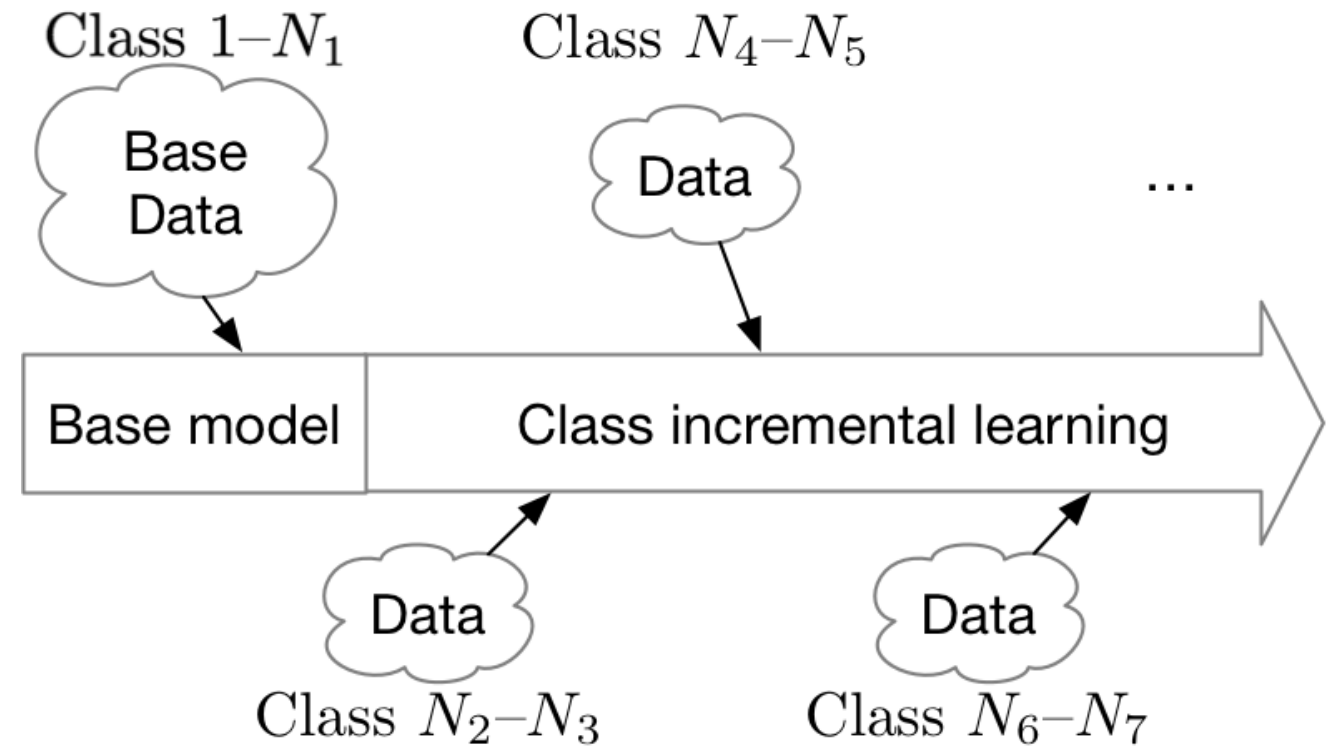 Class 1–N₁
Class N₄–N₅
Base
Data
Data
...
Base model
Class incremental learning
Data
Data
Class N₂–N₃
Class N₆–N₇